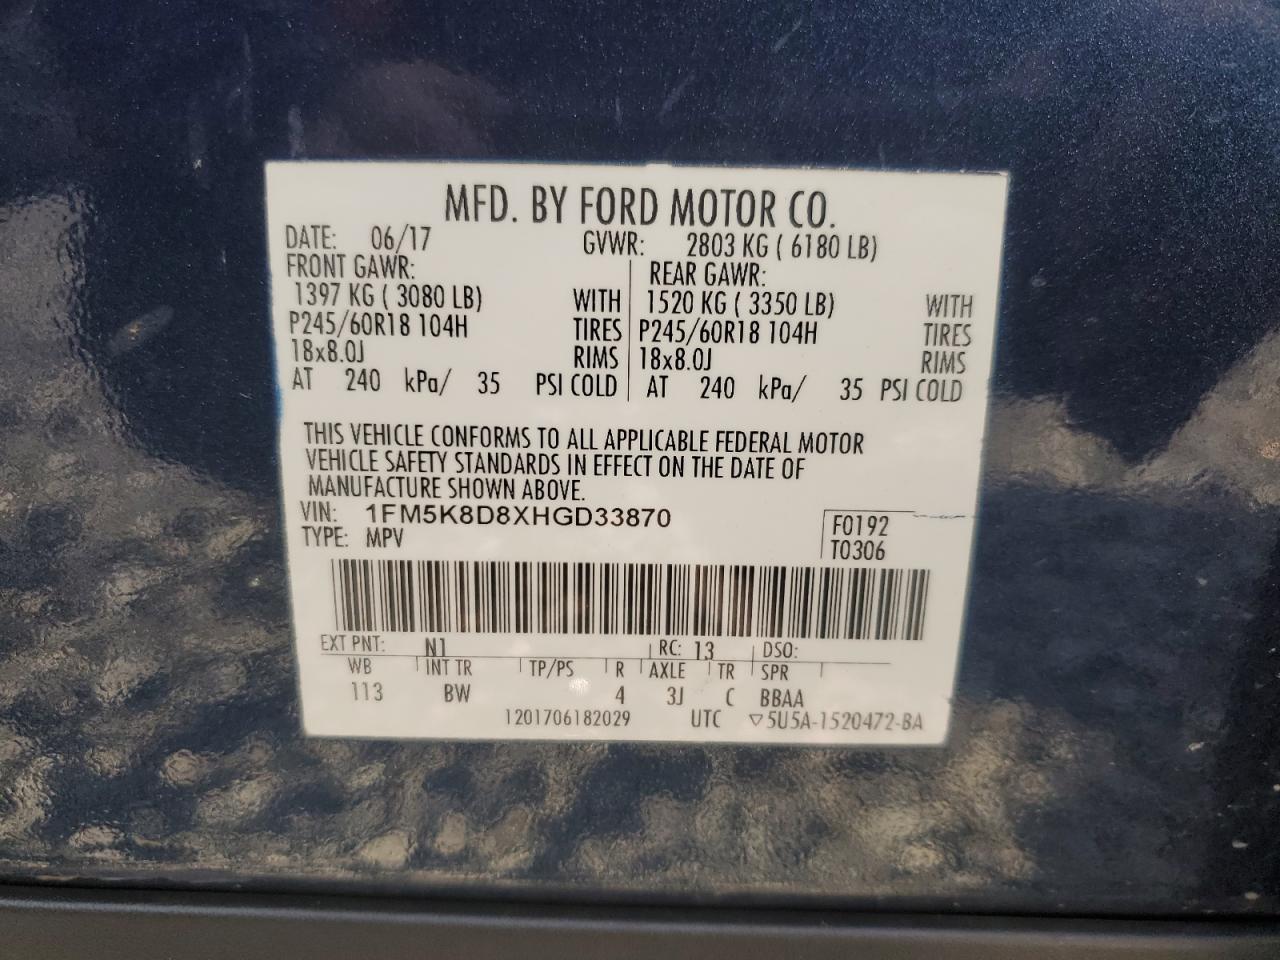 MFD. BY FORD MOTOR CO.
DATE: 06/17 GVWR: 2803 KG ( 6180 LB)
FRONT GAWR: REAR GAWR:
1397 KG ( 3080 LB) WITH 1520 KG ( 3350 LB) WITH
P245/60R18 104H TIRES P245/60R18 104H TIRES
18x8.0J RIMS 18x8.0J RIMS
AT 240 kPa/ 35 PSI COLD AT 240 kPa/ 35 PSI COLD
THIS VEHICLE CONFORMS TO ALL APPLICABLE FEDERAL MOTOR
VEHICLE SAFETY STANDARDS IN EFFECT ON THE DATE OF
MANUFACTURE SHOWN ABOVE.
VIN: 1FM5K8D8XHGD33870 F0192
TYPE: MPV T0306
EXT PNT: N1 RC: 13 DSO:
WB INT TR TP/PS R AXLE TR SPR
113 BW 4 3J C BBAA
1201706182029 UTC ▽5U5A-1520472-BA